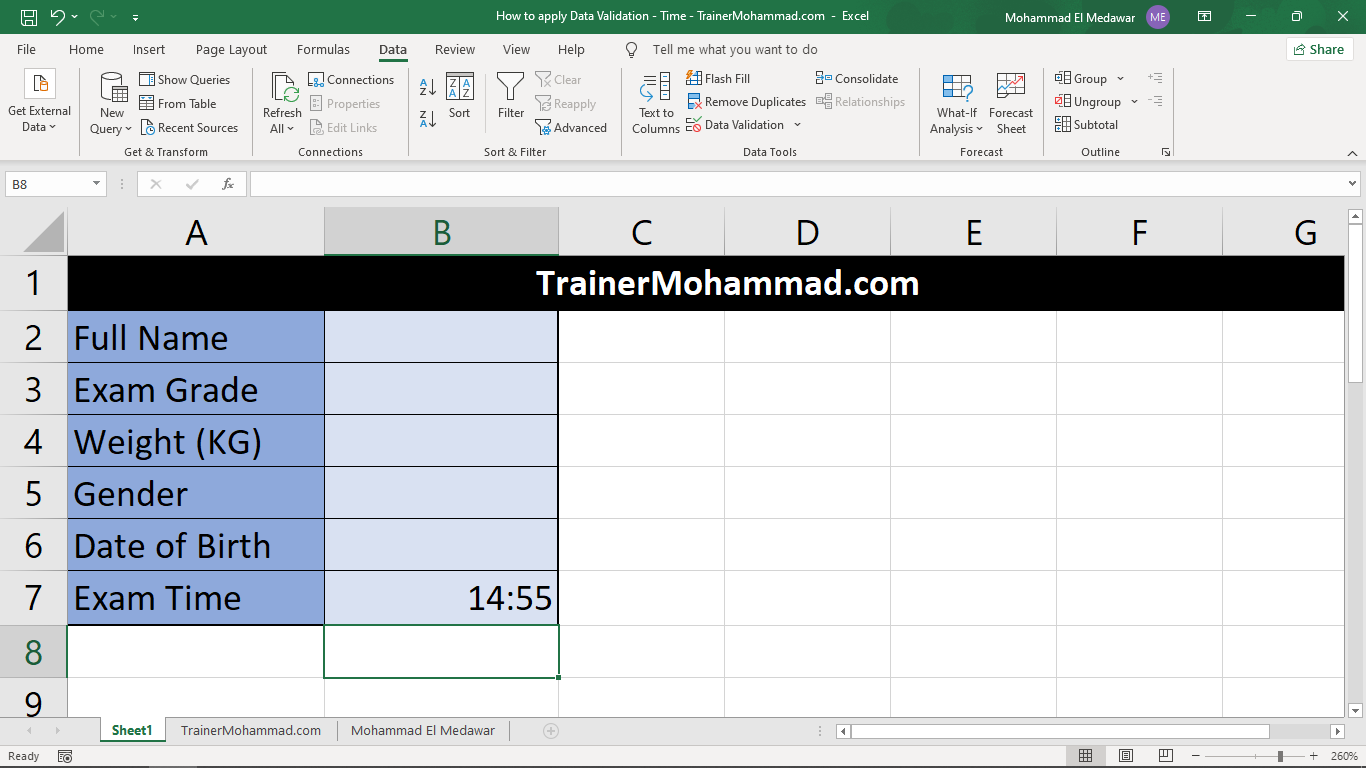 How to apply Data Validation - Time - TrainerMohammad.com - Excel
Mohammad El Medawar ME
File Home Insert Page Layout Formulas Data Review View Help Tell me what you want to do Share
Get External Data
New Query
Show Queries
From Table
Recent Sources
Get & Transform
Refresh All
Connections
Properties
Edit Links
Connections
A Z
Z A
Z A A Z
Sort
Filter
Clear
Reapply
Advanced
Sort & Filter
Text to Columns
Flash Fill
Remove Duplicates
Data Validation
Consolidate
Relationships
Data Tools
What-If Analysis
Forecast Sheet
Forecast
Group
Ungroup
Subtotal
Outline
B8 fx
A B C D E F G
1 TrainerMohammad.com
2 Full Name
3 Exam Grade
4 Weight (KG)
5 Gender
6 Date of Birth
7 Exam Time 14:55
8
9
Sheet1 TrainerMohammad.com Mohammad El Medawar
Ready 260%